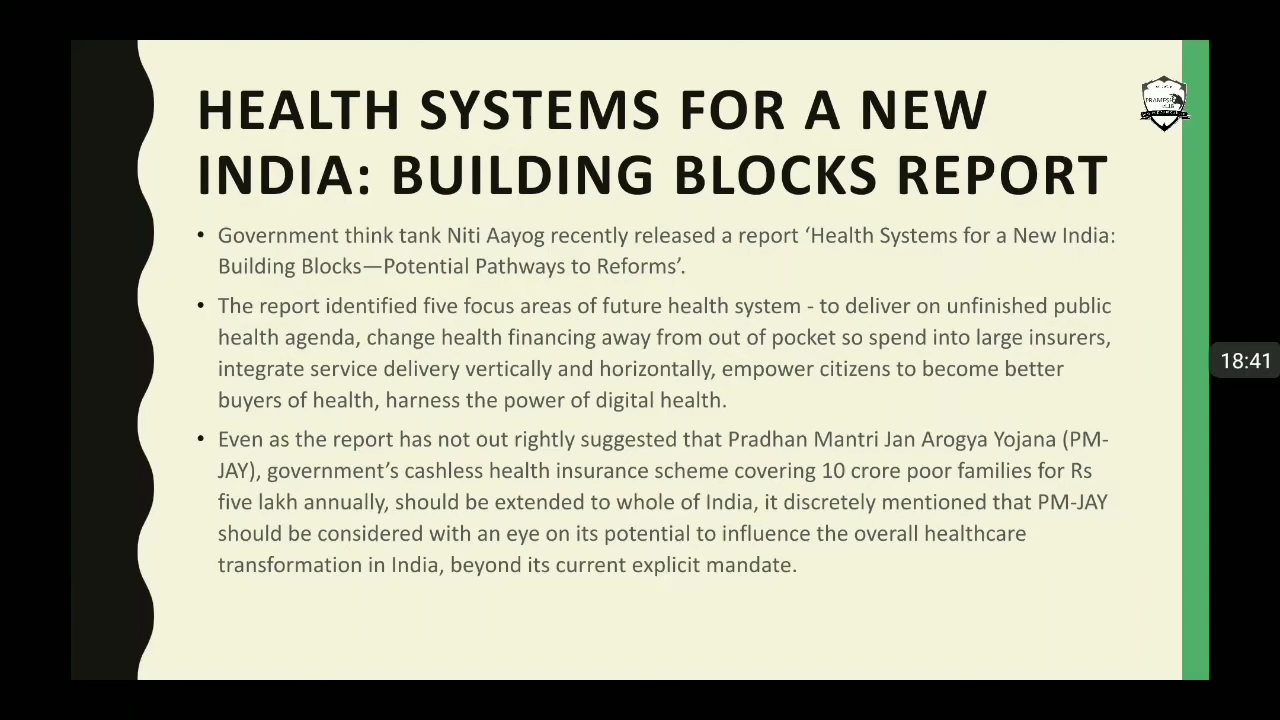 HEALTH SYSTEMS FOR A NEW
INDIA: BUILDING BLOCKS REPORT
• Government think tank Niti Aayog recently released a report ‘Health Systems for a New India:
Building Blocks—Potential Pathways to Reforms’.
• The report identified five focus areas of future health system - to deliver on unfinished public
health agenda, change health financing away from out of pocket so spend into large insurers,
integrate service delivery vertically and horizontally, empower citizens to become better
buyers of health, harness the power of digital health.
• Even as the report has not out rightly suggested that Pradhan Mantri Jan Arogya Yojana (PM-
JAY), government’s cashless health insurance scheme covering 10 crore poor families for Rs
five lakh annually, should be extended to whole of India, it discretely mentioned that PM-JAY
should be considered with an eye on its potential to influence the overall healthcare
transformation in India, beyond its current explicit mandate.
18:41